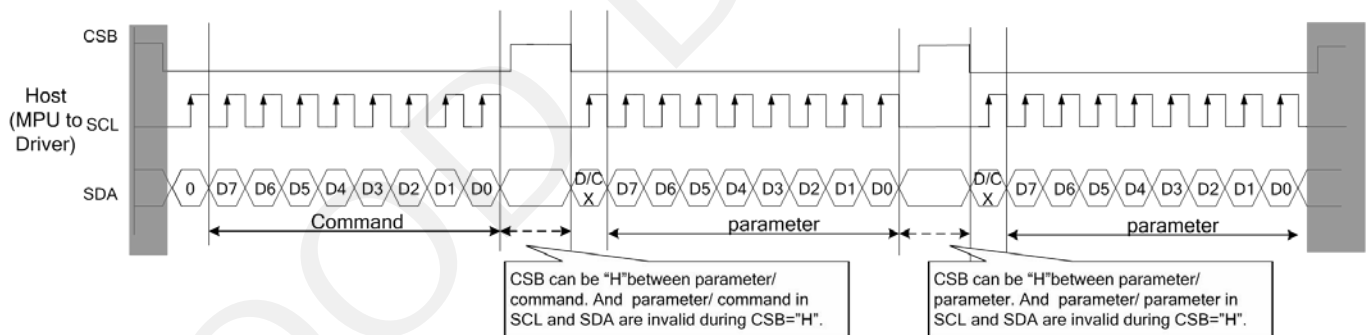 CSB
Host
(MPU to
Driver)
SCL
SDA
0 D7 D6 D5 D4 D3 D2 D1 D0 D/C X D7 D6 D5 D4 D3 D2 D1 D0 D/C X D7 D6 D5 D4 D3 D2 D1 D0
Command parameter parameter
CSB can be “H”between parameter/
command. And parameter/ command in
SCL and SDA are invalid during CSB="H".
CSB can be “H”between parameter/
parameter. And parameter/ parameter in
SCL and SDA are invalid during CSB="H".